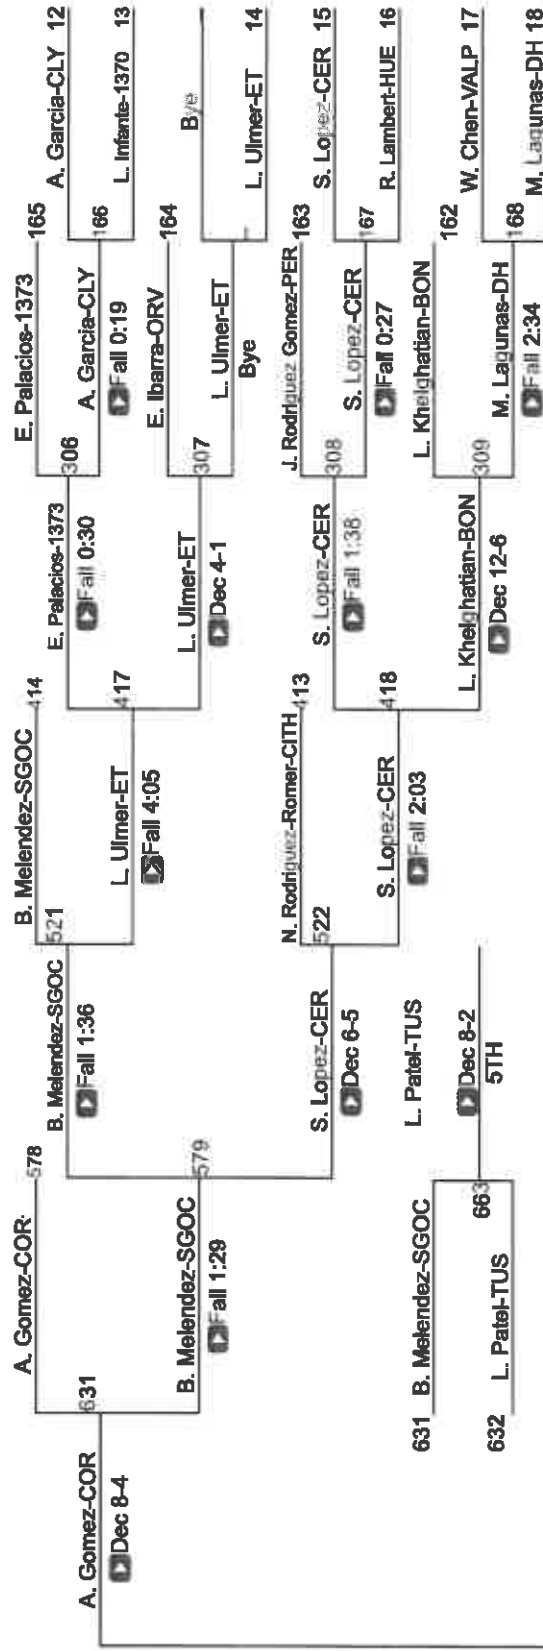 A. Gomez-COR
Dec 8-4
A. Gomez-COR 578
631
B. Melendez-SGOC
Fall 1:29
B. Melendez-SGOC
Fall 1:36
579
S. Lopez-CER
Dec 6-5
B. Melendez-SGOC 414
521
L. Ulmer-ET
Fall 4:05
N. Rodriguez-Romer-CITH 413
522
S. Lopez-CER
Fall 2:03
E. Palacios-1373
Fall 0:30
417
L. Ulmer-ET
Dec 4-1
S. Lopez-CER
Fall 1:38
418
L. Kheighatian-BON
Dec 12-6
E. Palacios-1373 165
306
A. Garcia-CLY
Fall 0:19
E. Ibarra-ORV 164
307
L. Ulmer-ET
Bye
J. Rodriguez Gomez-PER 163
308
S. Lopez-CER
Fall 0:27
L. Kheighatian-BON 162
309
M. Lagunas-DH
Fall 2:34
A. Garcia-CLY 12
166
L. Infante-1370 13
Bye
L. Ulmer-ET 14
S. Lopez-CER 15
167
R. Lambert-HUE 16
W. Chen-VALP 17
168
M. Lagunas-DH 18
631 B. Melendez-SGOC
663
632 L. Patel-TUS
L. Patel-TUS
Dec 8-2
5TH